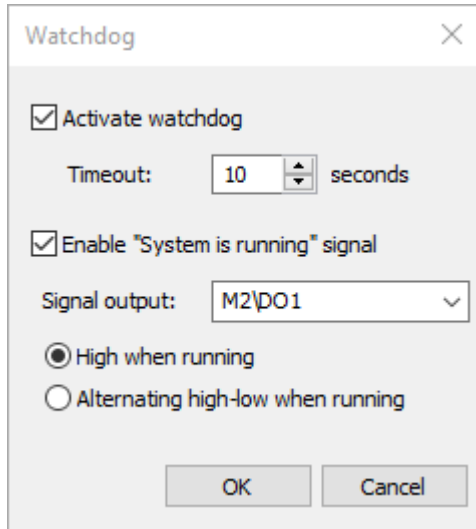 Watchdog
Activate watchdog
Timeout: 10 seconds
Enable "System is running" signal
Signal output: M2\DO1
High when running
Alternating high-low when running
OK Cancel